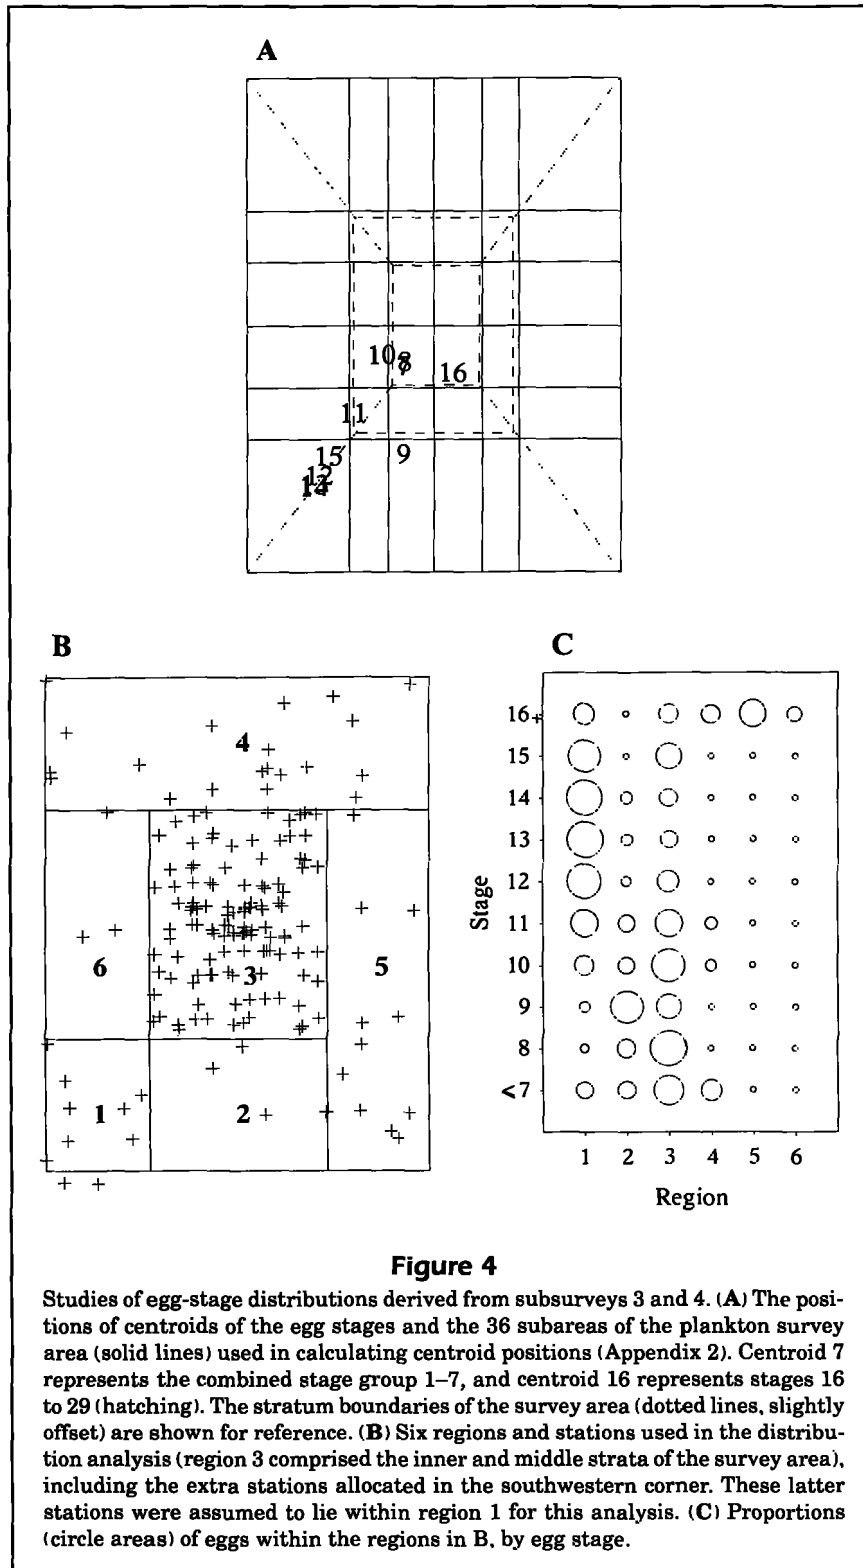 A
10 8
7
16
11
15 9
12
14
B
C
4
6
3
5
1
2
Stage
16+
15
14
13
12
11
10
9
8
<7
1 2 3 4 5 6
Region
Figure 4
Studies of egg-stage distributions derived from subsurveys 3 and 4. (A) The posi-
tions of centroids of the egg stages and the 36 subareas of the plankton survey
area (solid lines) used in calculating centroid positions (Appendix 2). Centroid 7
represents the combined stage group 1–7, and centroid 16 represents stages 16
to 29 (hatching). The stratum boundaries of the survey area (dotted lines, slightly
offset) are shown for reference. (B) Six regions and stations used in the distribu-
tion analysis (region 3 comprised the inner and middle strata of the survey area),
including the extra stations allocated in the southwestern corner. These latter
stations were assumed to lie within region 1 for this analysis. (C) Proportions
(circle areas) of eggs within the regions in B, by egg stage.